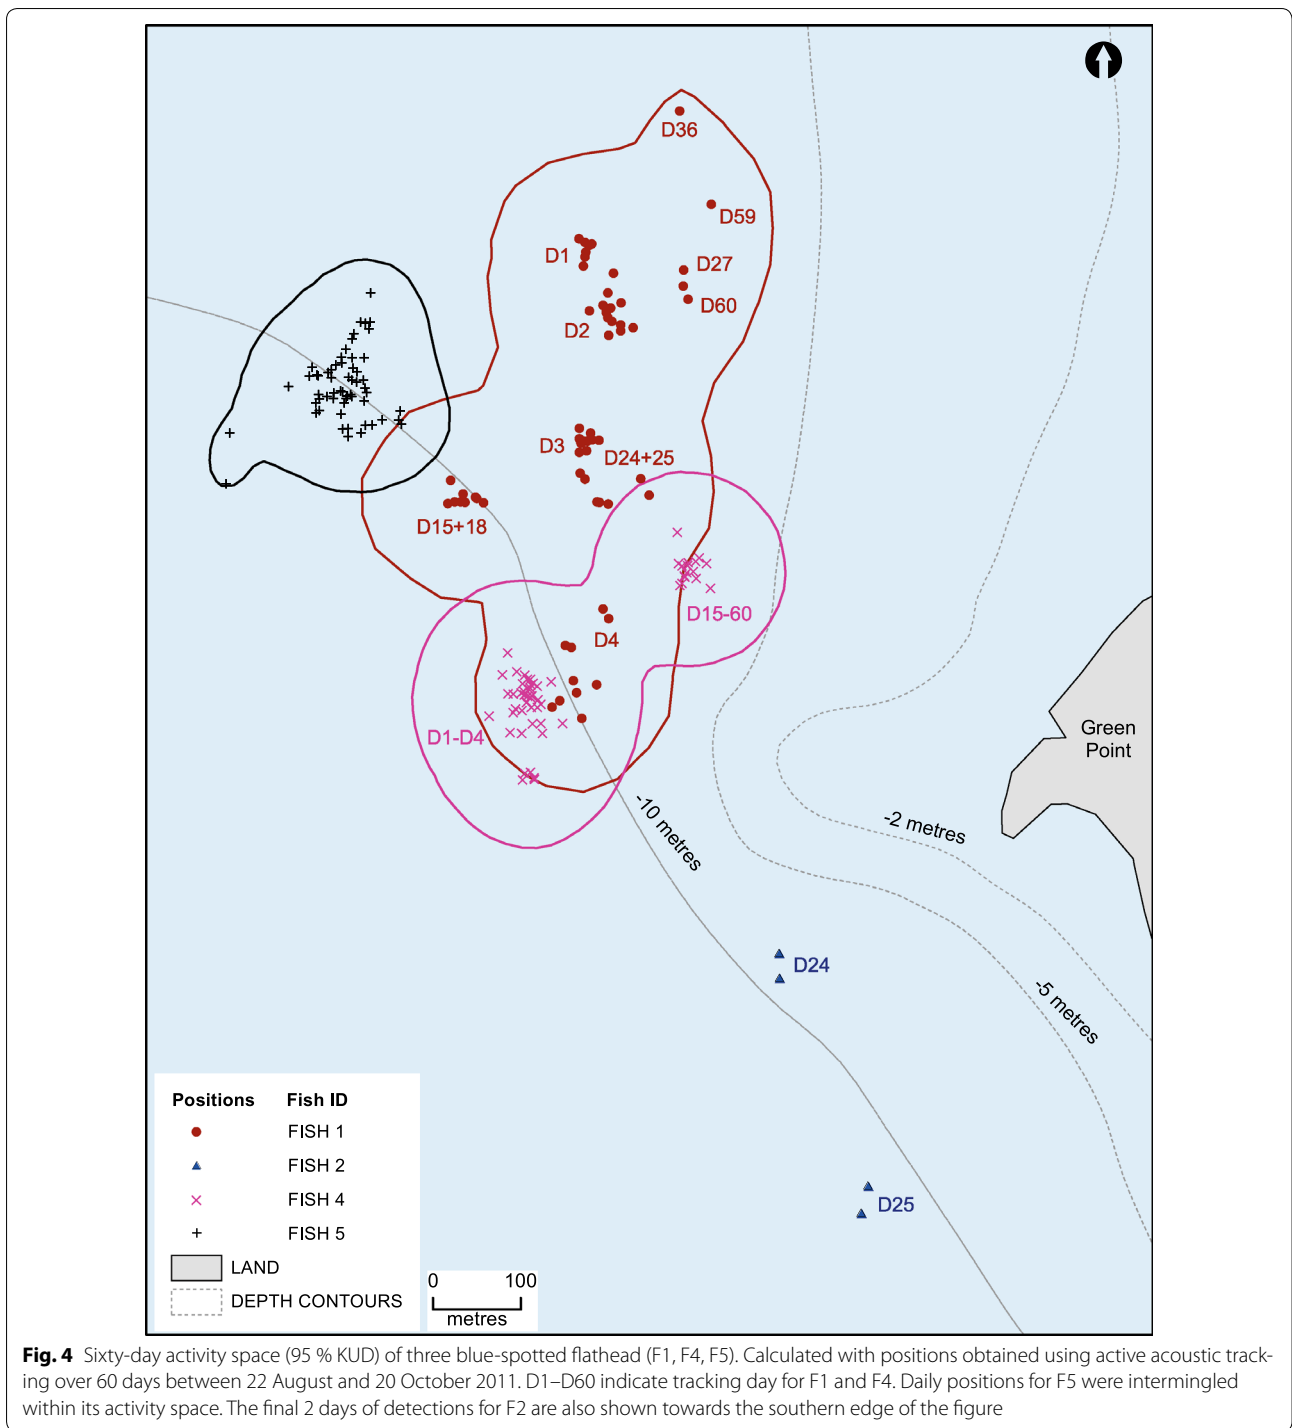 D36
D59
D1
D27
D60
D2
D3
D24+25
D15+18
D15-60
D4
D1-D4
Green
Point
-10 metres
-2 metres
D24
-5 metres
Positions Fish ID
FISH 1
FISH 2
FISH 4
FISH 5
LAND
DEPTH CONTOURS
D25
0 100
metres
Fig. 4 Sixty-day activity space (95 % KUD) of three blue-spotted flathead (F1, F4, F5). Calculated with positions obtained using active acoustic track-
ing over 60 days between 22 August and 20 October 2011. D1–D60 indicate tracking day for F1 and F4. Daily positions for F5 were intermingled
within its activity space. The final 2 days of detections for F2 are also shown towards the southern edge of the figure